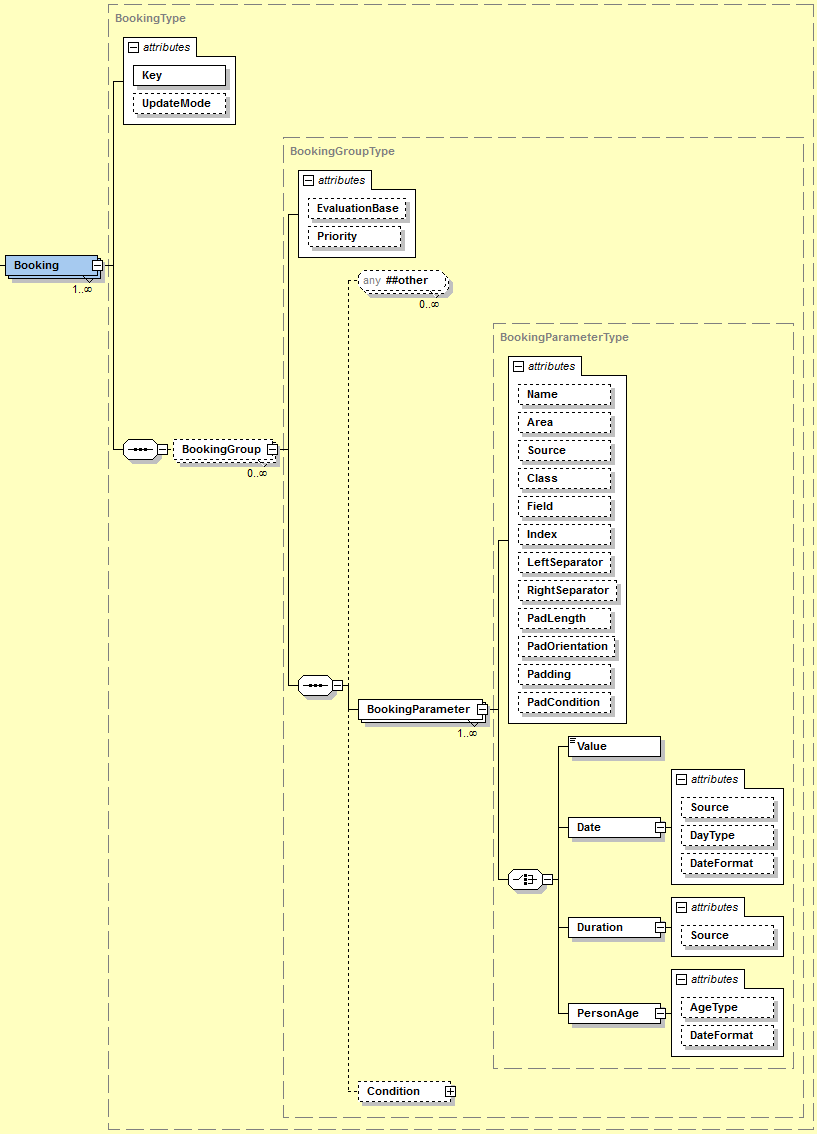 BookingType
attributes
Key
UpdateMode
BookingGroupType
attributes
EvaluationBase
Priority
Booking
1..∞
any ##other
0..∞
BookingParameterType
attributes
Name
Area
Source
Class
Field
Index
LeftSeparator
RightSeparator
PadLength
PadOrientation
Padding
PadCondition
BookingGroup
0..∞
BookingParameter
1..∞
Value
attributes
Source
Date
DayType
DateFormat
attributes
Duration
Source
attributes
AgeType
PersonAge
DateFormat
Condition